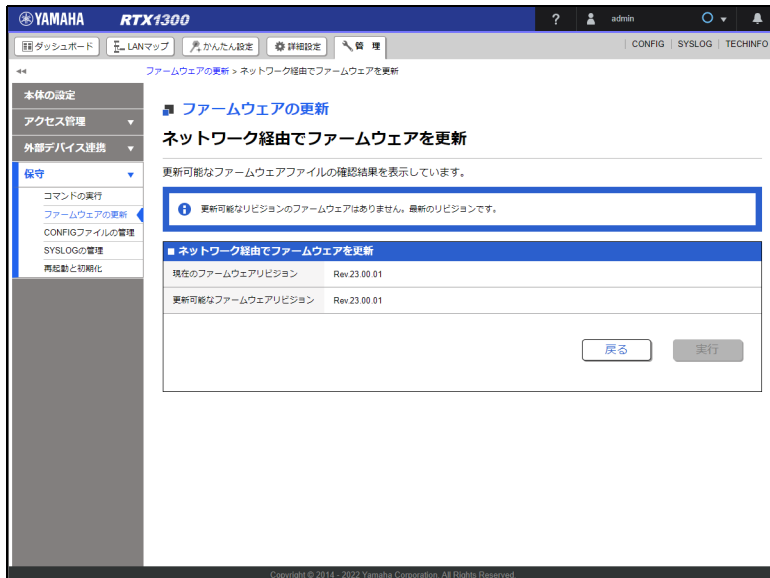 YAMAHA RTX1300 ? admin
ダッシュボード LANマップ かんたん設定 詳細設定 管 理 CONFIG SYSLOG TECHINFO
ファームウェアの更新 > ネットワーク経由でファームウェアを更新
本体の設定
アクセス管理
外部デバイス連携
保守
コマンドの実行
ファームウェアの更新
CONFIGファイルの管理
SYSLOGの管理
再起動と初期化
ファームウェアの更新
ネットワーク経由でファームウェアを更新
更新可能なファームウェアファイルの確認結果を表示しています。
更新可能なリビジョンのファームウェアはありません。最新のリビジョンです。
■ ネットワーク経由でファームウェアを更新
現在のファームウェアリビジョン Rev.23.00.01
更新可能なファームウェアリビジョン Rev.23.00.01
戻る 実行
Copyright © 2014 - 2022 Yamaha Corporation. All Rights Reserved.